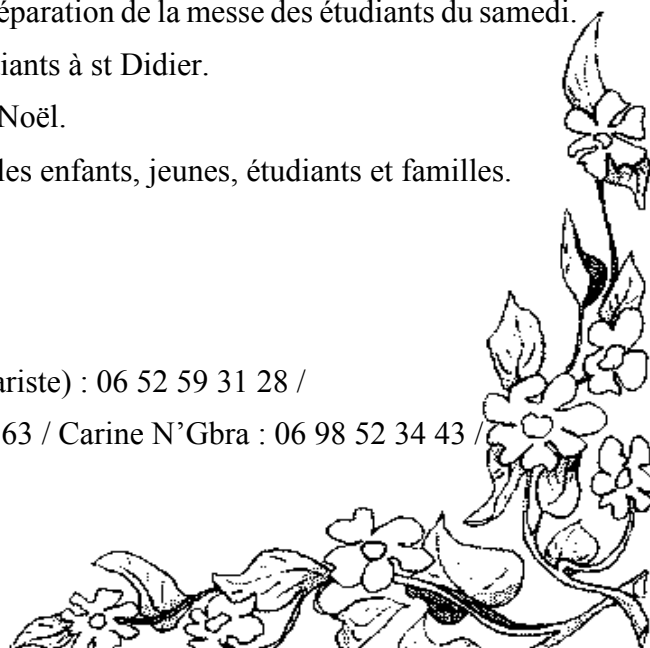 éparation de la messe des étudiants du samedi.
iants à st Didier.
Noël.
les enfants, jeunes, étudiants et familles.
ariste) : 06 52 59 31 28 /
63 / Carine N’Gbra : 06 98 52 34 43 /